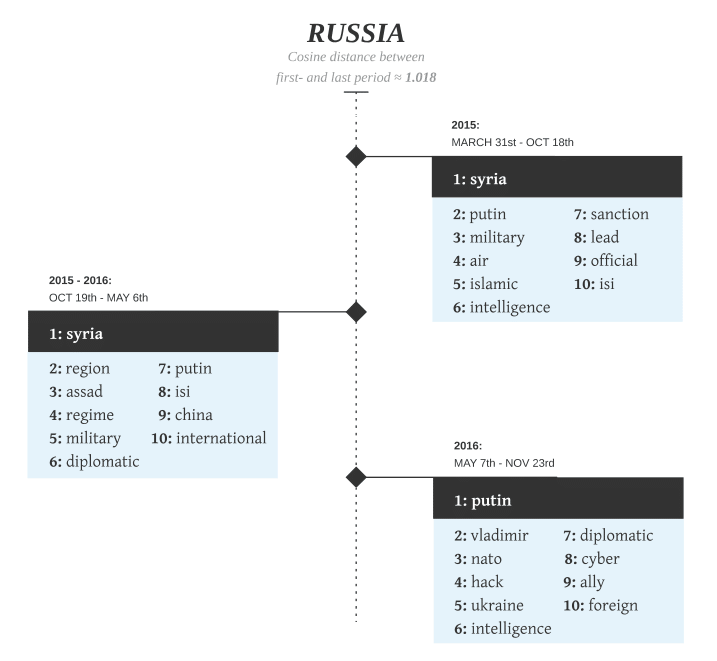 RUSSIA
Cosine distance between
first- and last period ≈ 1.018
2015:
MARCH 31st - OCT 18th
1: syria
2: putin
3: military
4: air
5: islamic
6: intelligence
7: sanction
8: lead
9: official
10: isi
2015 - 2016:
OCT 19th - MAY 6th
1: syria
2: region
3: assad
4: regime
5: military
6: diplomatic
7: putin
8: isi
9: china
10: international
2016:
MAY 7th - NOV 23rd
1: putin
2: vladimir
3: nato
4: hack
5: ukraine
6: intelligence
7: diplomatic
8: cyber
9: ally
10: foreign